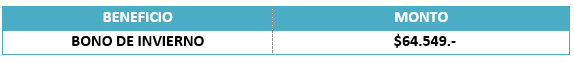 BENEFICIO MONTO
BONO DE INVIERNO $64.549.-